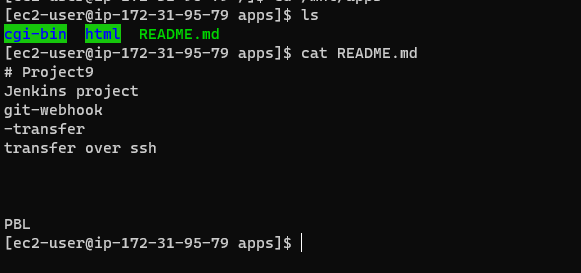 [ec2-user@ip-172-31-95-79 apps]$ ls
cgi-bin html README.md
[ec2-user@ip-172-31-95-79 apps]$ cat README.md
# Project9
Jenkins project
git-webhook
-transfer
transfer over ssh
PBL
[ec2-user@ip-172-31-95-79 apps]$